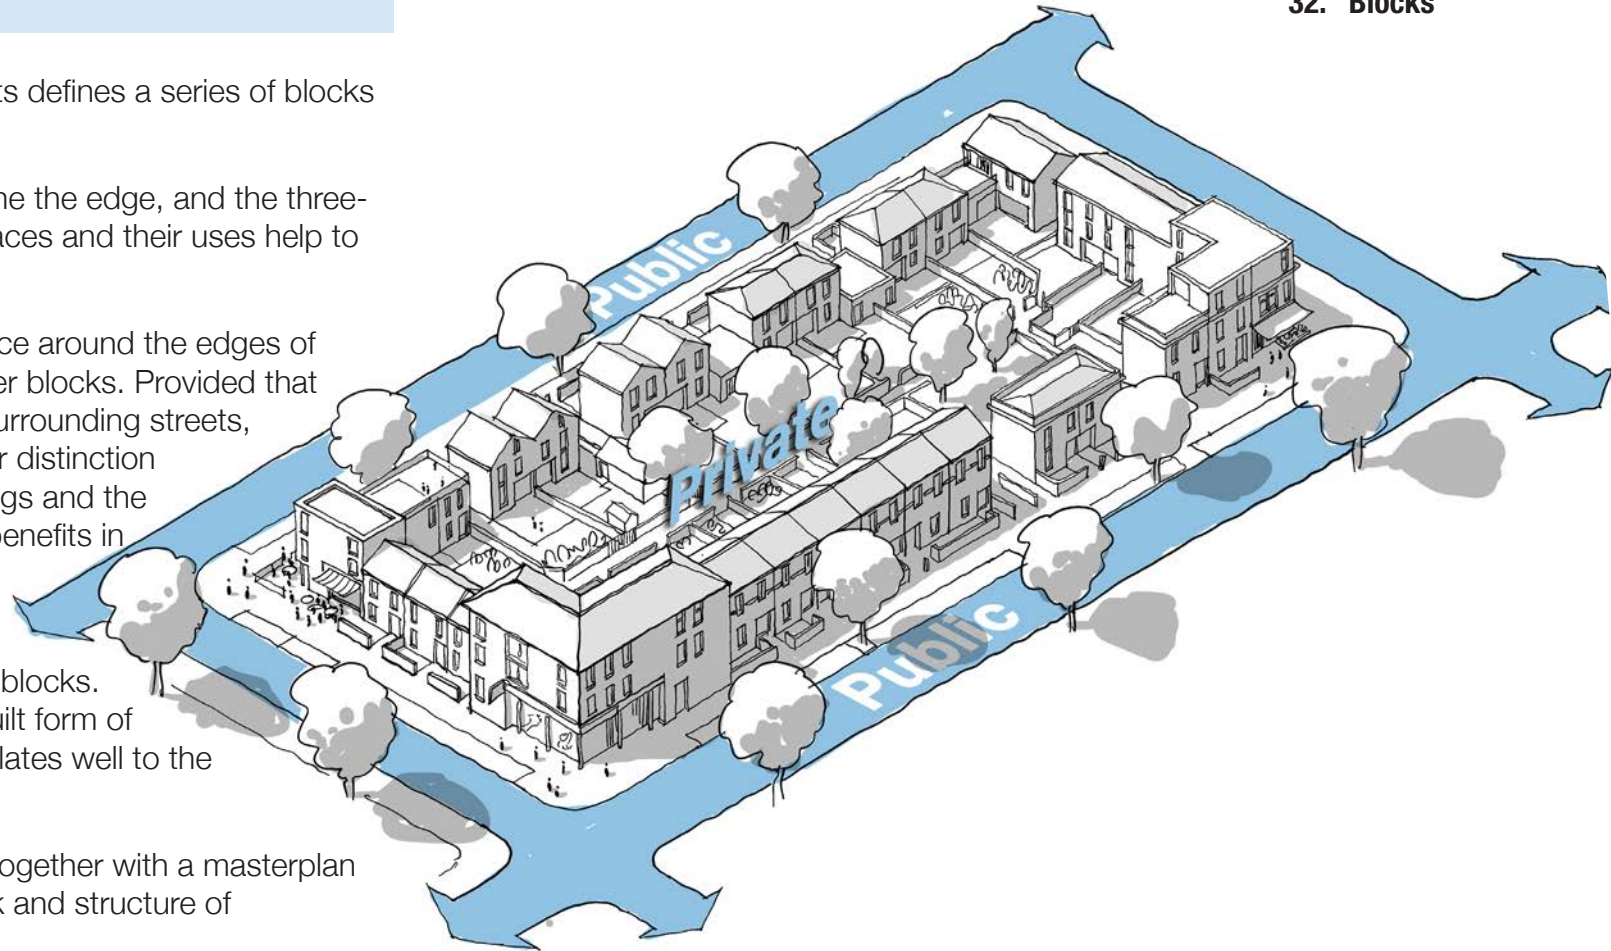 32. Blocks
ts defines a series of blocks
ne the edge, and the three-
aces and their uses help to
ce around the edges of
er blocks. Provided that
urrounding streets,
r distinction
gs and the
benefits in
blocks.
uilt form of
lates well to the
ogether with a masterplan
k and structure of
Public
Private
Public